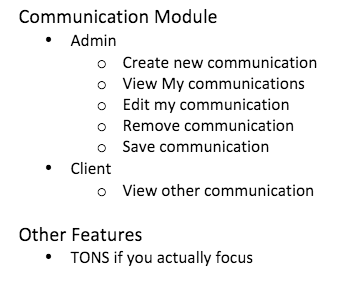 Communication Module
• Admin
o Create new communication
o View My communications
o Edit my communication
o Remove communication
o Save communication
• Client
o View other communication
Other Features
• TONS if you actually focus